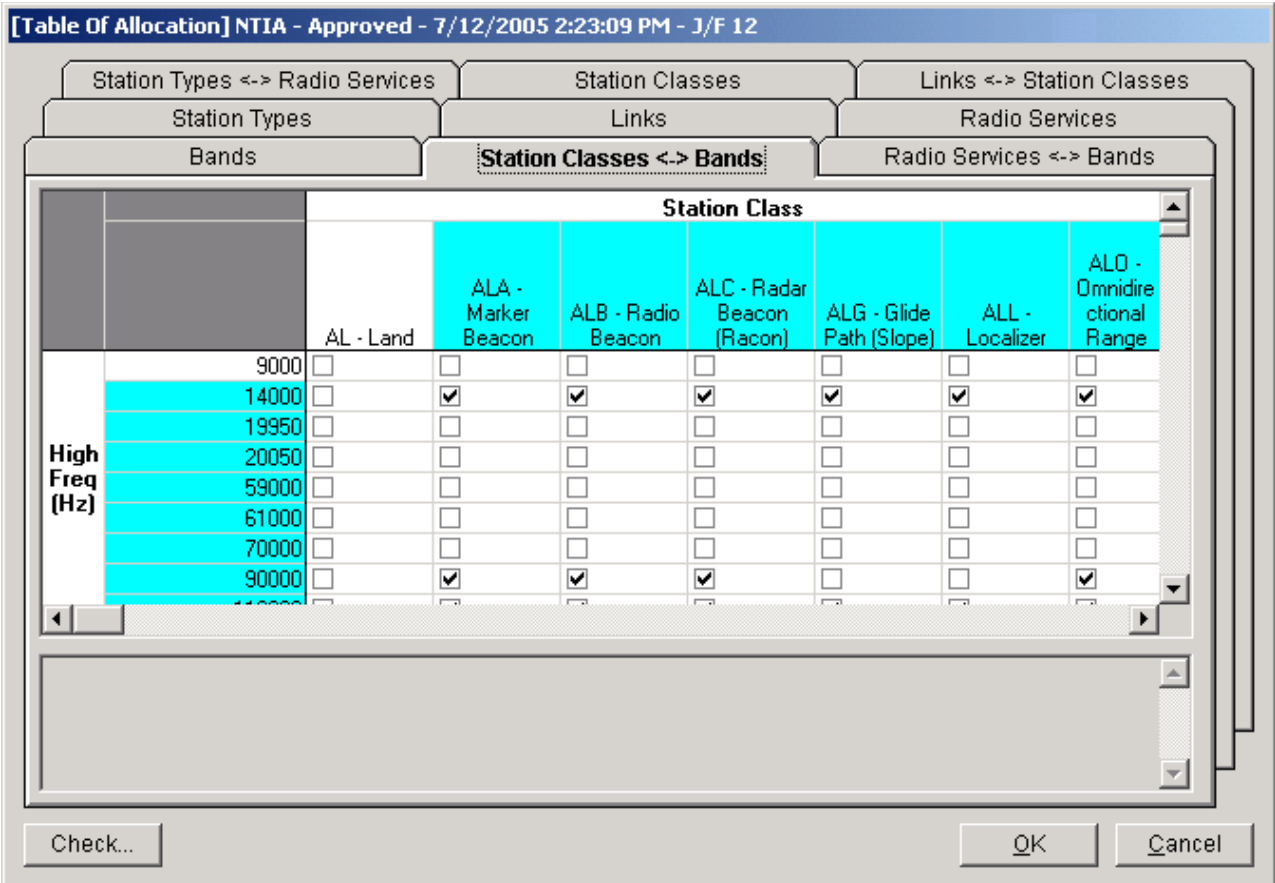 [Table Of Allocation] NTIA - Approved - 7/12/2005 2:23:09 PM - J/F 12
Station Types <-> Radio Services
Station Classes
Links <-> Station Classes
Station Types
Links
Radio Services
Bands
Station Classes <-> Bands
Radio Services <-> Bands
Station Class
AL - Land
ALA -
Marker
Beacon
ALB - Radio
Beacon
ALC - Radar
Beacon
(Racon)
ALG - Glide
Path (Slope)
ALL -
Localizer
ALO -
Omnidire
ctional
Range
High
Freq
(Hz)
9000
14000
19950
20050
59000
61000
70000
90000
Check...
OK
Cancel